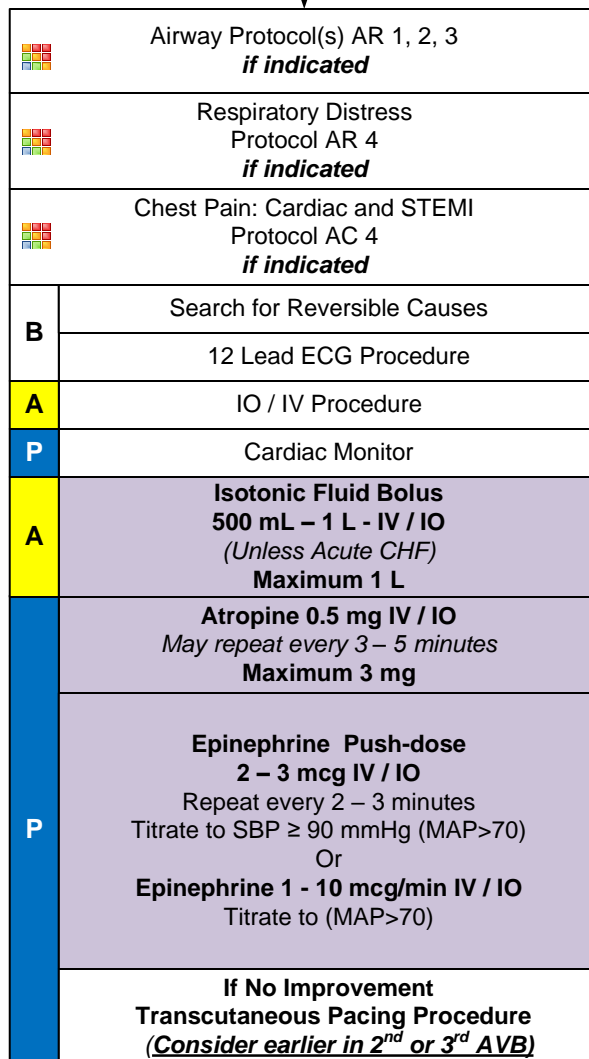 Airway Protocol(s) AR 1, 2, 3
if indicated
Respiratory Distress
Protocol AR 4
if indicated
Chest Pain: Cardiac and STEMI
Protocol AC 4
if indicated
B
Search for Reversible Causes
12 Lead ECG Procedure
A
IO / IV Procedure
P
Cardiac Monitor
A
Isotonic Fluid Bolus
500 mL – 1 L - IV / IO
(Unless Acute CHF)
Maximum 1 L
P
Atropine 0.5 mg IV / IO
May repeat every 3 – 5 minutes
Maximum 3 mg
Epinephrine Push-dose
2 – 3 mcg IV / IO
Repeat every 2 – 3 minutes
Titrate to SBP ≥ 90 mmHg (MAP>70)
Or
Epinephrine 1 - 10 mcg/min IV / IO
Titrate to (MAP>70)
If No Improvement
Transcutaneous Pacing Procedure
(Consider earlier in 2nd or 3rd AVB)